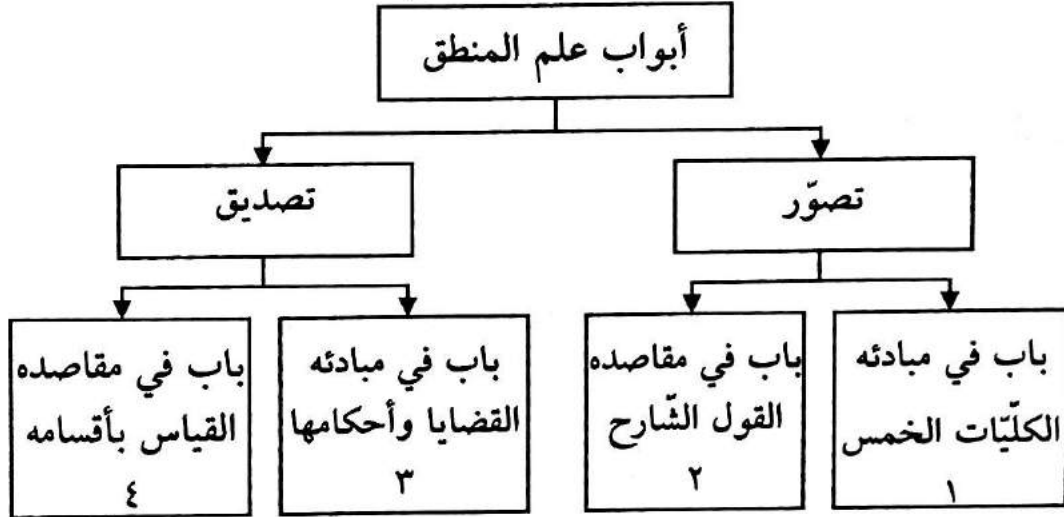 أبواب علم المنطق
تصوّر
تصديق
باب في مبادئه
الكلّيّات الخمس
١
باب في مقاصده
القول الشّارح
٢
باب في مبادئه
القضايا وأحكامها
٣
باب في مقاصده
القياس بأقسامه
٤